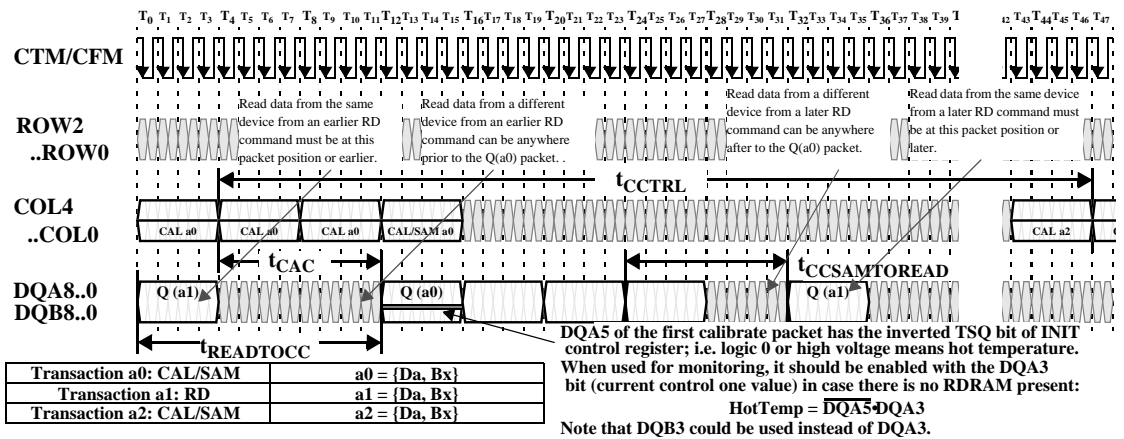 T0 T1 T2 T3 T4 T5 T6 T7 T8 T9 T10 T11 T12 T13 T14 T15 T16 T17 T18 T19 T20 T21 T22 T23 T24 T25 T26 T27 T28 T29 T30 T31 T32 T33 T34 T35 T36 T37 T38 T39 42 T43 T44 T45 T46 T47
CTM/CFM
ROW2
..ROW0
Read data from the same
device from an earlier RD
command must be at this
packet position or earlier.
Read data from a different
device from an earlier RD
command can be anywhere
prior to the Q(a0) packet. .
Read data from a different
device from a later RD
command can be anywhere
after to the Q(a0) packet.
Read data from the same device
from a later RD command must
be at this packet position or
later.
tCCTRL
COL4
..COL0
CAL a0 CAL a0 CAL a0 CAL/SAM a0 CAL a2
tCAC tCCSAMTOREAD
DQA8..0
DQB8..0
Q (a1) Q (a0) Q (a1)
tREADTOCC
DQA5 of the first calibrate packet has the inverted TSQ bit of INIT
control register; i.e. logic 0 or high voltage means hot temperature.
When used for monitoring, it should be enabled with the DQA3
bit (current control one value) in case there is no RDRAM present:
HotTemp = D̅Q̅A̅5̅•DQA3
Note that DQB3 could be used instead of DQA3.
Transaction a0: CAL/SAM a0 = {Da, Bx}
Transaction a1: RD a1 = {Da, Bx}
Transaction a2: CAL/SAM a2 = {Da, Bx}